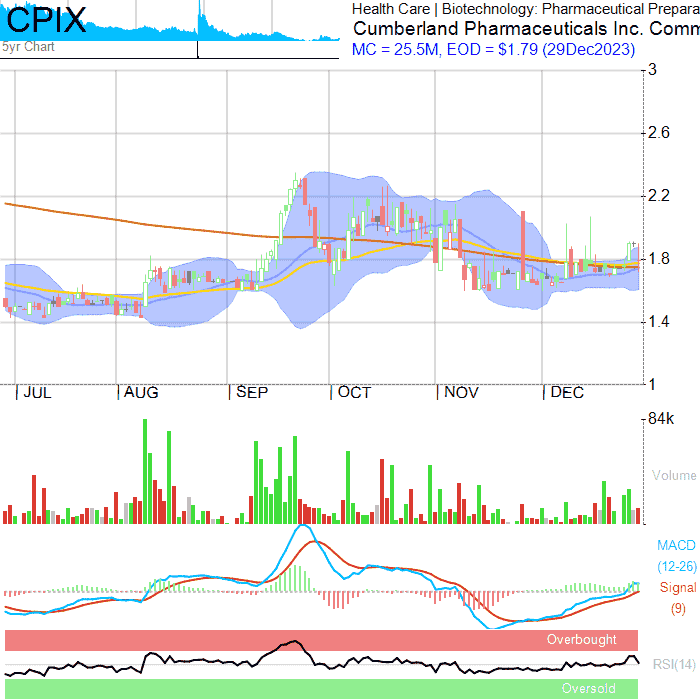 CPIX
5yr Chart
Health Care | Biotechnology: Pharmaceutical Prepara
Cumberland Pharmaceuticals Inc. Comm
MC = 25.5M, EOD = $1.79 (29Dec2023)
3
2.6
2.2
1.8
1.4
1
JUL AUG SEP OCT NOV DEC
84k
Volume
MACD
(12-26)
Signal
(9)
Overbought
RSI(14)
Oversold